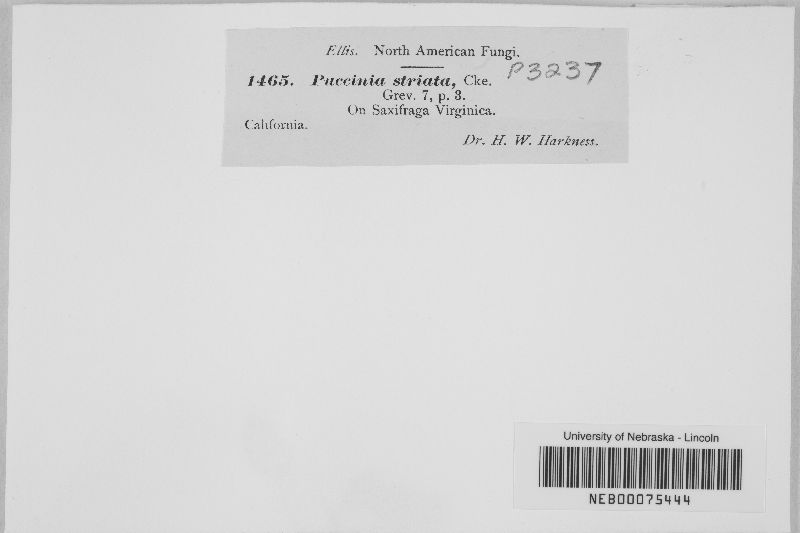 Ellis. North American Fungi.
1465. Puccinia striata, Cke. P3237
Grev. 7, p. 3.
On Saxifraga Virginica.
California.
Dr. H. W. Harkness.
University of Nebraska - Lincoln
NEB00075444